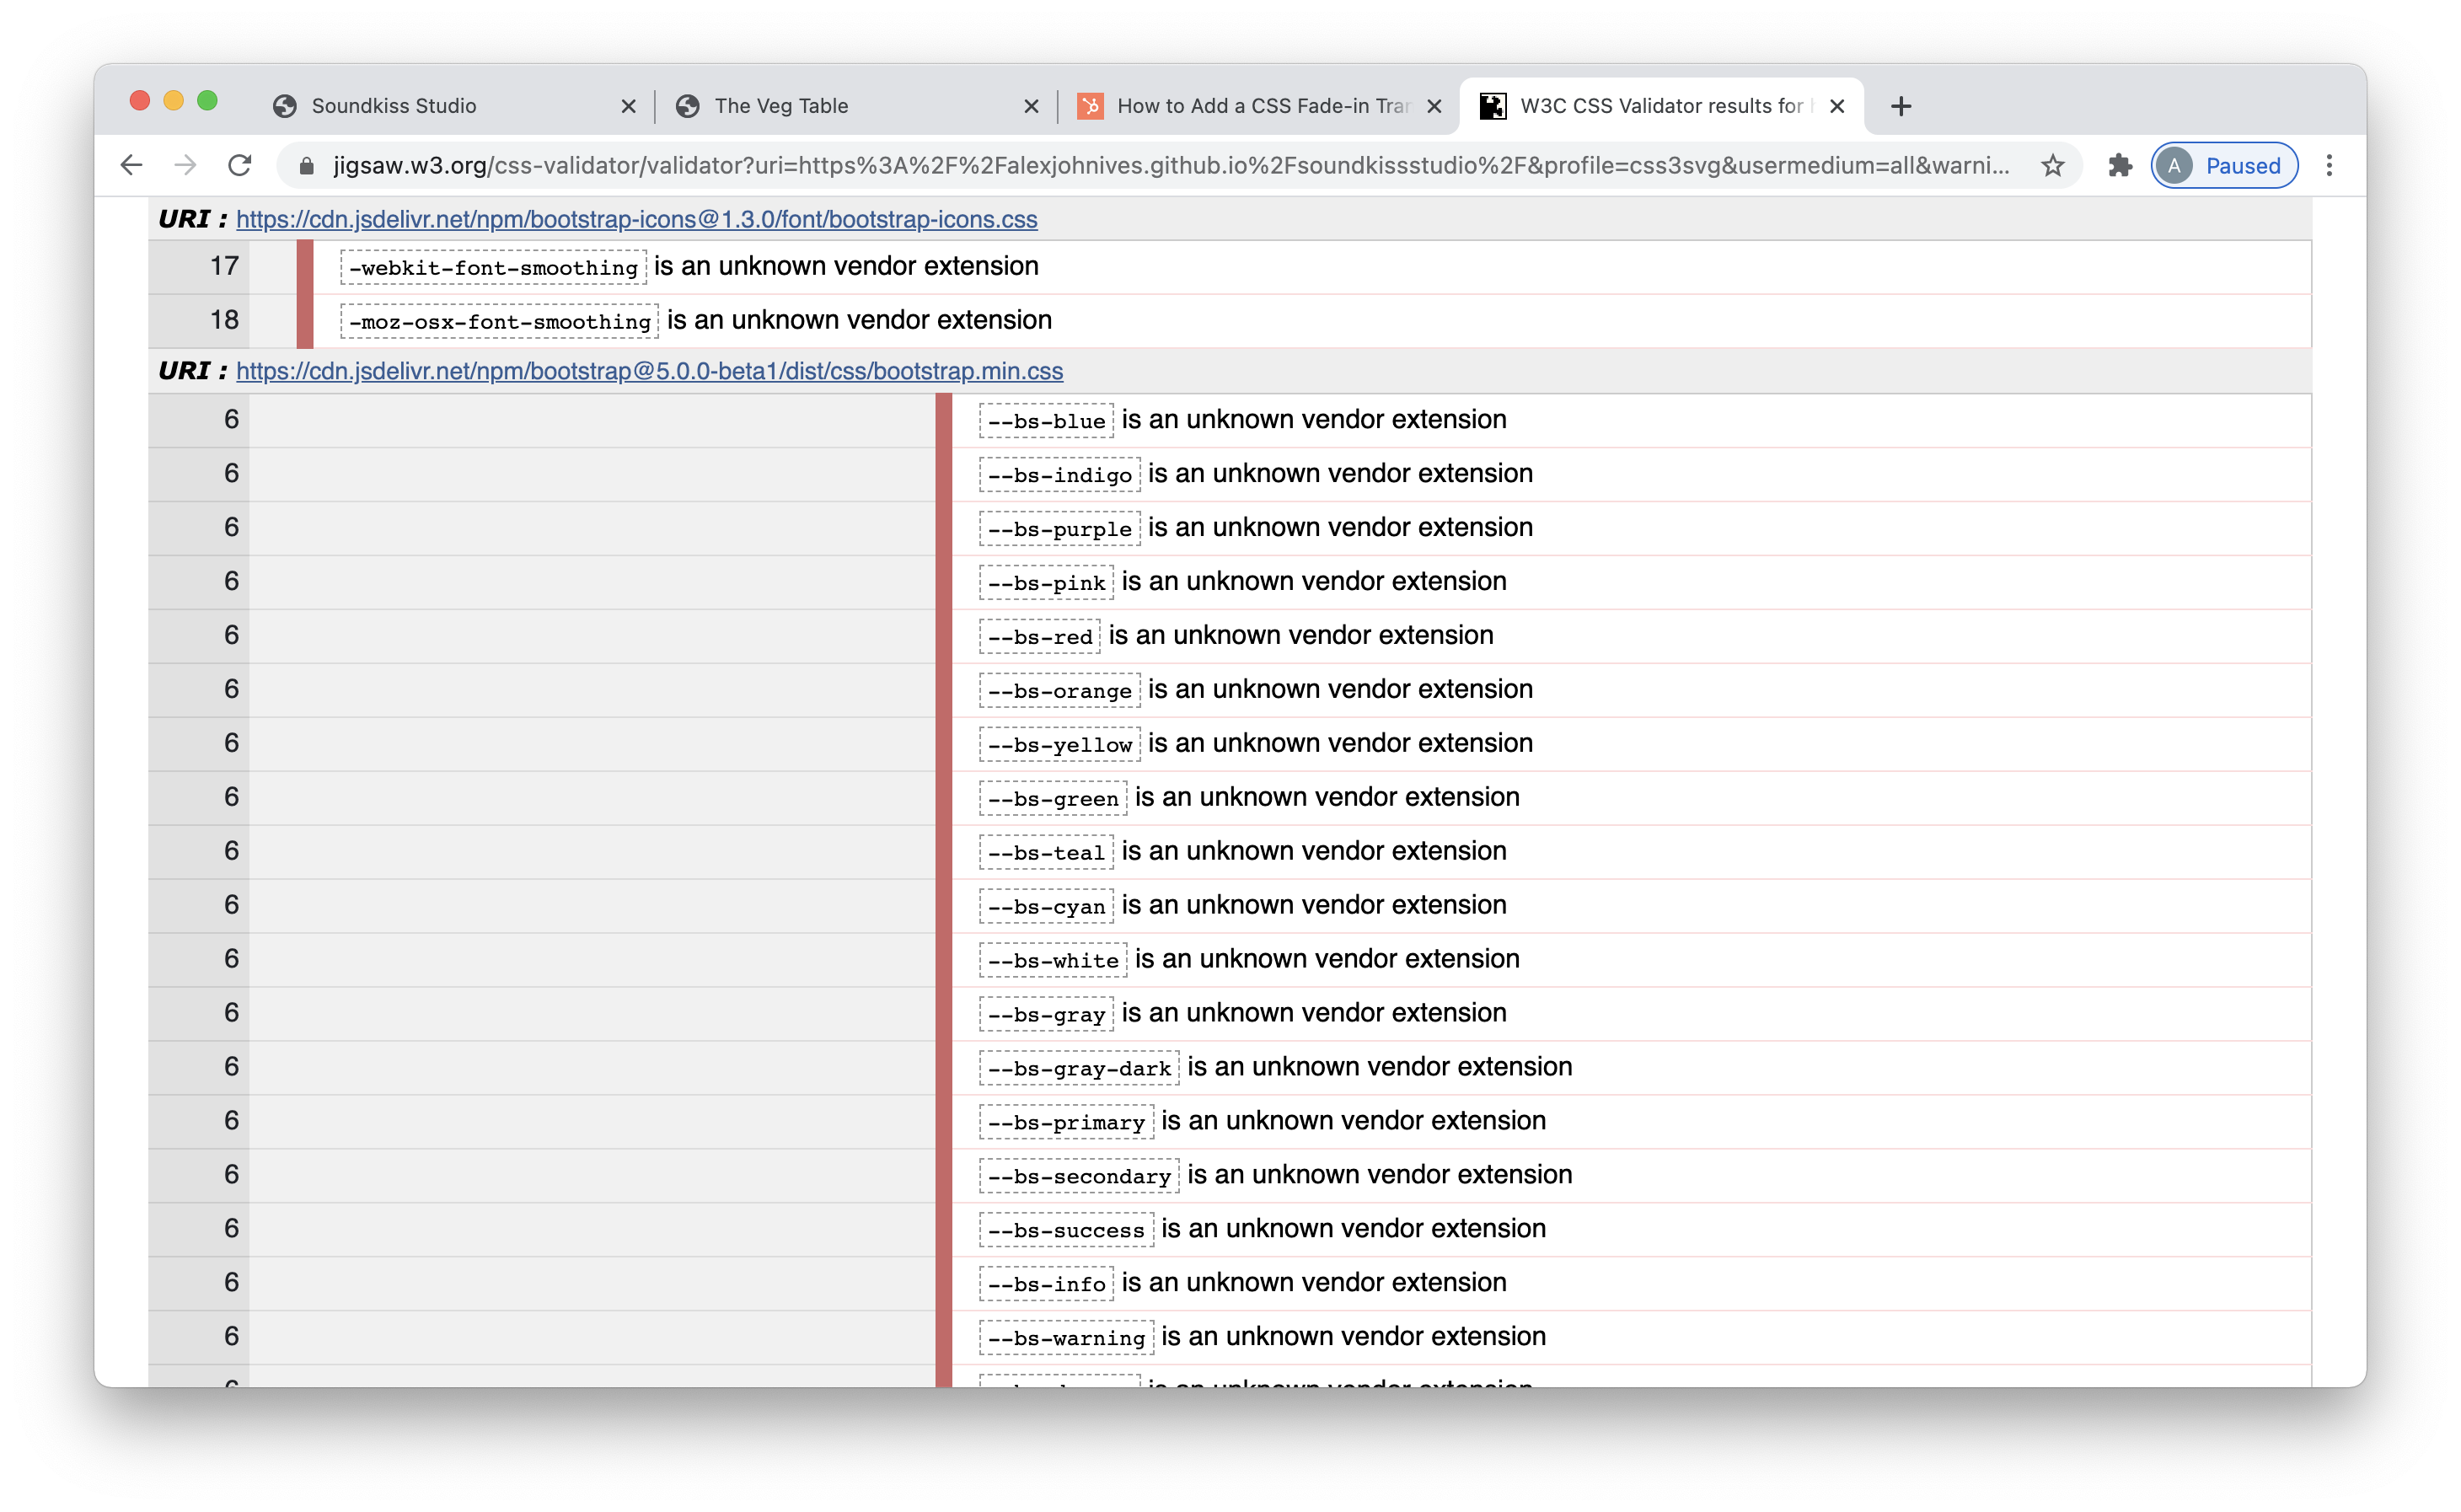 Soundkiss Studio
The Veg Table
How to Add a CSS Fade-in Tran
W3C CSS Validator results for
jigsaw.w3.org/css-validator/validator?uri=https%3A%2F%2Falexjohnives.github.io%2Fsoundkissstudio%2F&profile=css3svg&usermedium=all&warni...
A Paused
URI : https://cdn.jsdelivr.net/npm/bootstrap-icons@1.3.0/font/bootstrap-icons.css
17 -webkit-font-smoothing is an unknown vendor extension
18 -moz-osx-font-smoothing is an unknown vendor extension
URI : https://cdn.jsdelivr.net/npm/bootstrap@5.0.0-beta1/dist/css/bootstrap.min.css
6 --bs-blue is an unknown vendor extension
6 --bs-indigo is an unknown vendor extension
6 --bs-purple is an unknown vendor extension
6 --bs-pink is an unknown vendor extension
6 --bs-red is an unknown vendor extension
6 --bs-orange is an unknown vendor extension
6 --bs-yellow is an unknown vendor extension
6 --bs-green is an unknown vendor extension
6 --bs-teal is an unknown vendor extension
6 --bs-cyan is an unknown vendor extension
6 --bs-white is an unknown vendor extension
6 --bs-gray is an unknown vendor extension
6 --bs-gray-dark is an unknown vendor extension
6 --bs-primary is an unknown vendor extension
6 --bs-secondary is an unknown vendor extension
6 --bs-success is an unknown vendor extension
6 --bs-info is an unknown vendor extension
6 --bs-warning is an unknown vendor extension
is an unknown vendor extension